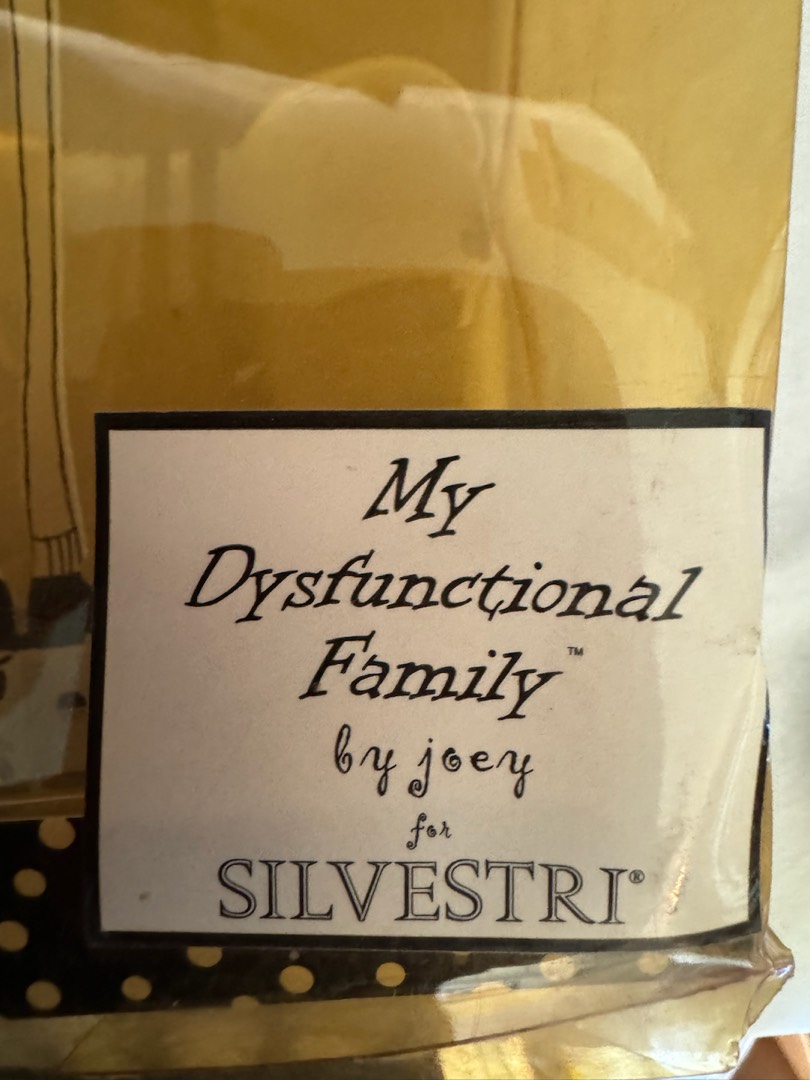 My
Dysfunctional
Family™
by joey
for
SILVESTRI®